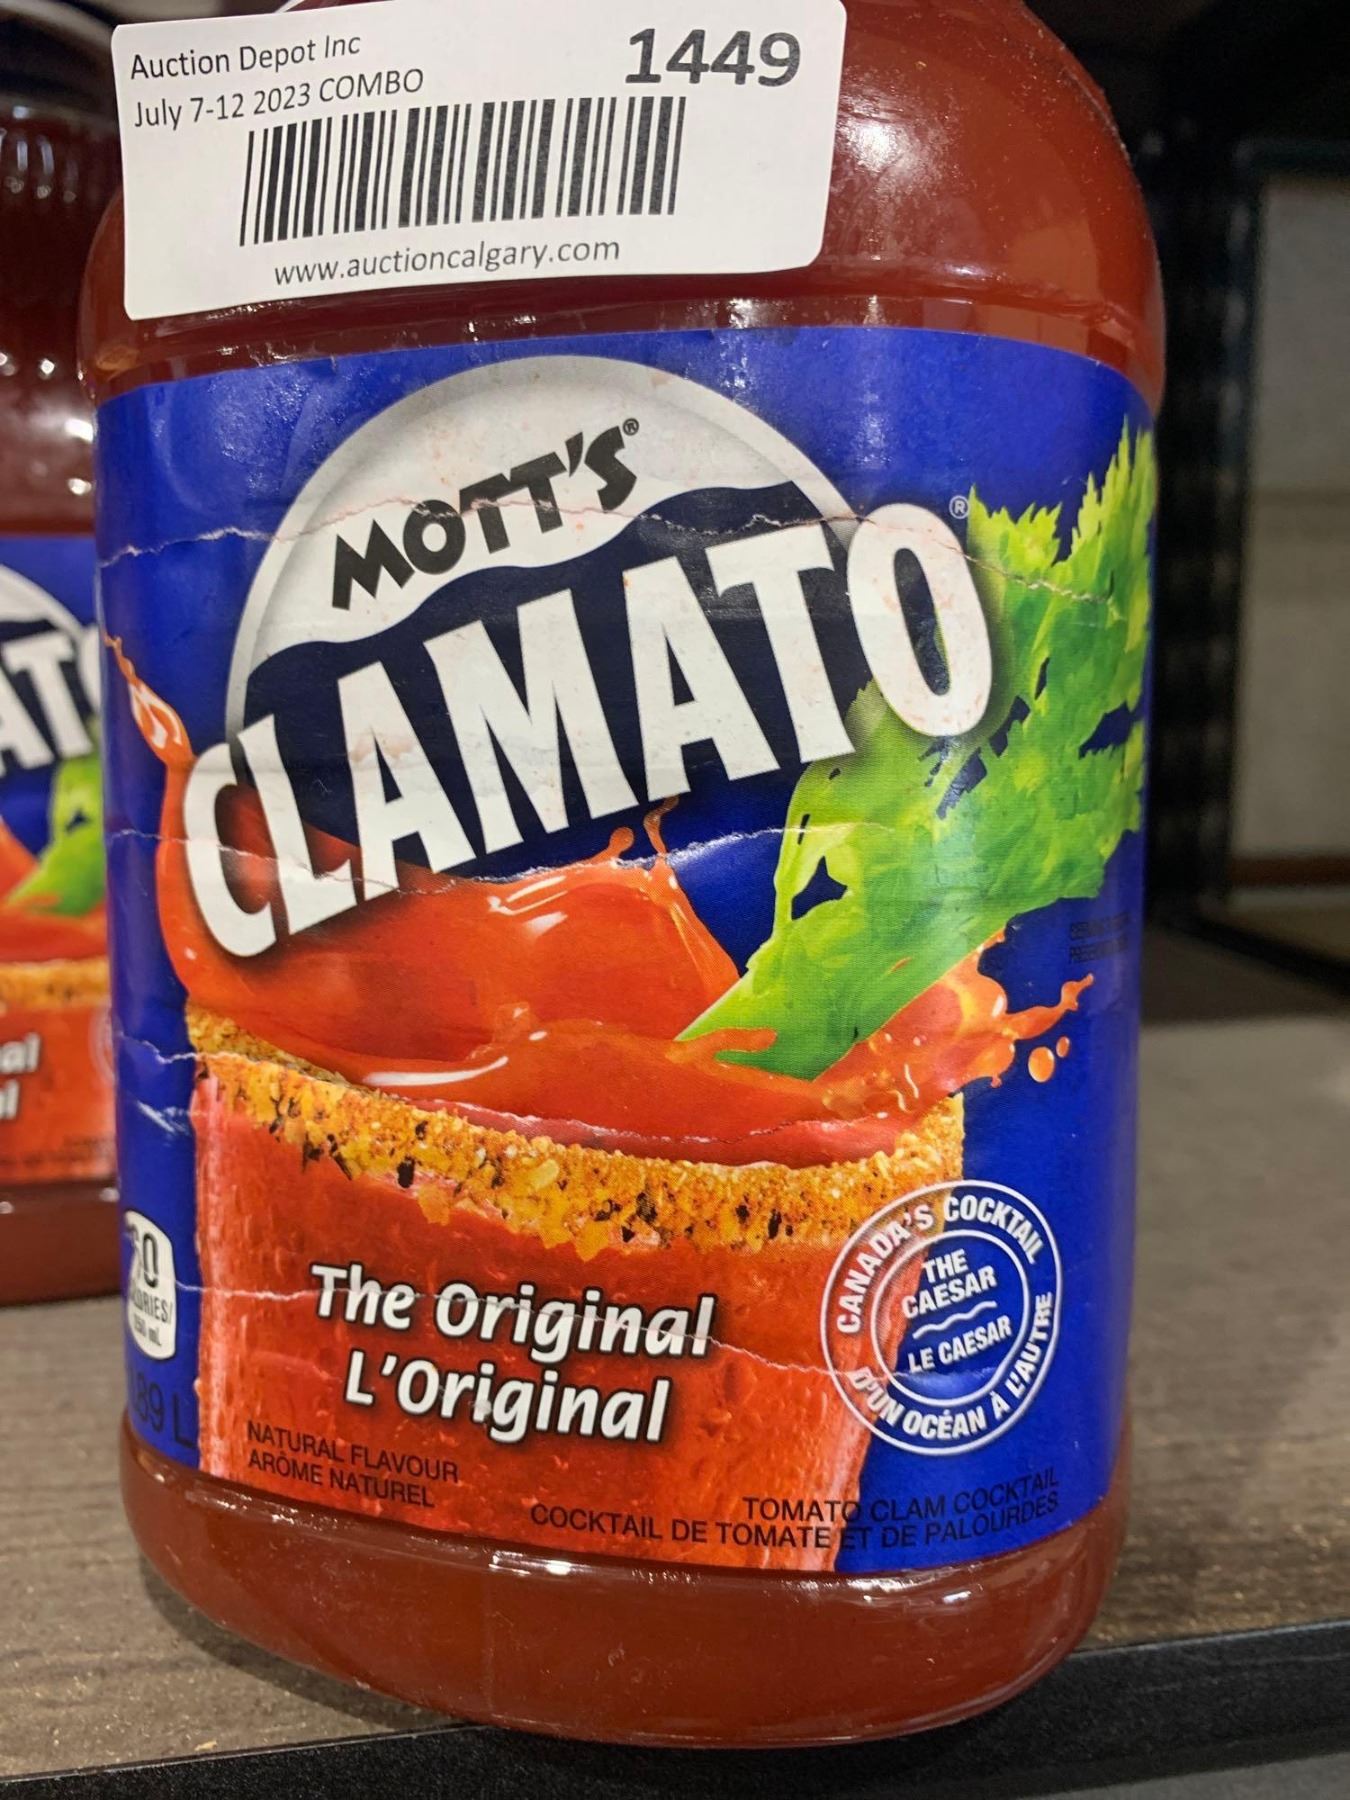 Auction Depot Inc
1449
July 7-12 2023 COMBO
www.auctioncalgary.com
MOTT'S®
CLAMATO®
AT
The Original
L'Original
CANADA'S COCKTAIL
THE
CAESAR
LE CAESAR
D'UN OCÉAN À L'AUTRE
NATURAL FLAVOUR
ARÔME NATUREL
TOMATO CLAM COCKTAIL
COCKTAIL DE TOMATE ET DE PALOURDES